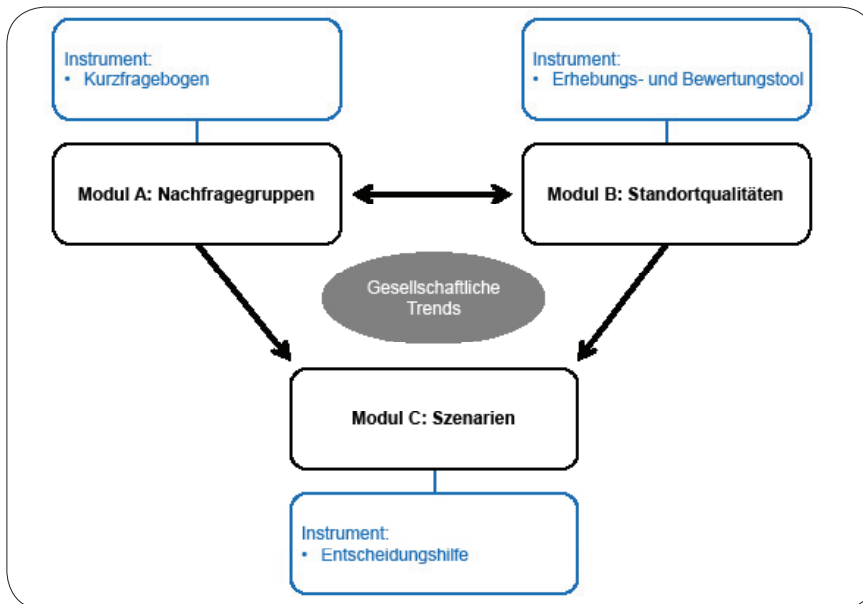 Instrument:
• Kurzfragebogen
Instrument:
• Erhebungs- und Bewertungstool
Modul A: Nachfragegruppen
Modul B: Standortqualitäten
Gesellschaftliche
Trends
Modul C: Szenarien
Instrument:
• Entscheidungshilfe